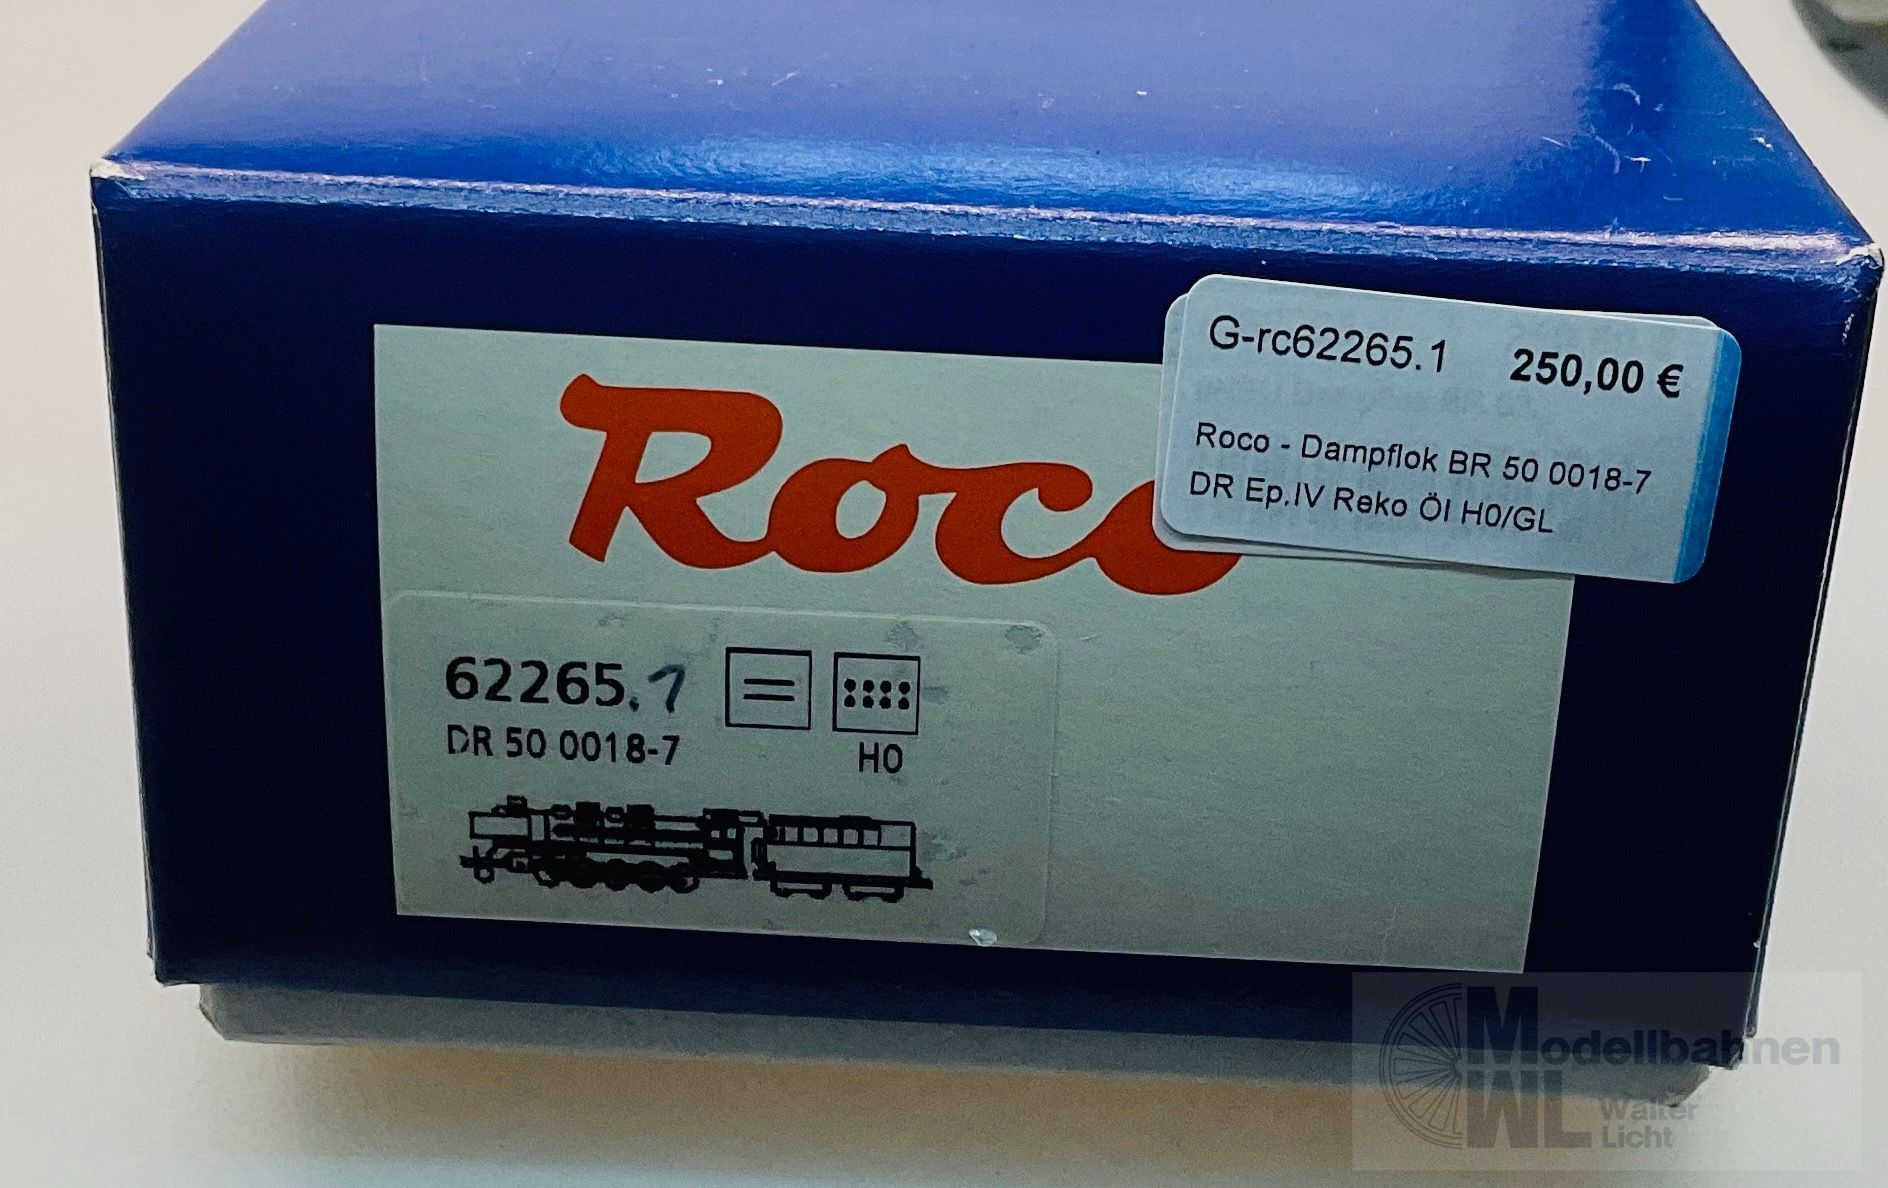 G-rc62265.1 250,00 €
Roco - Dampflok BR 50 0018-7
DR Ep.IV Reko Öl H0/GL
Roco
62265.1
DR 50 0018-7
H0
Modellbahnen
WL Walter
Licht